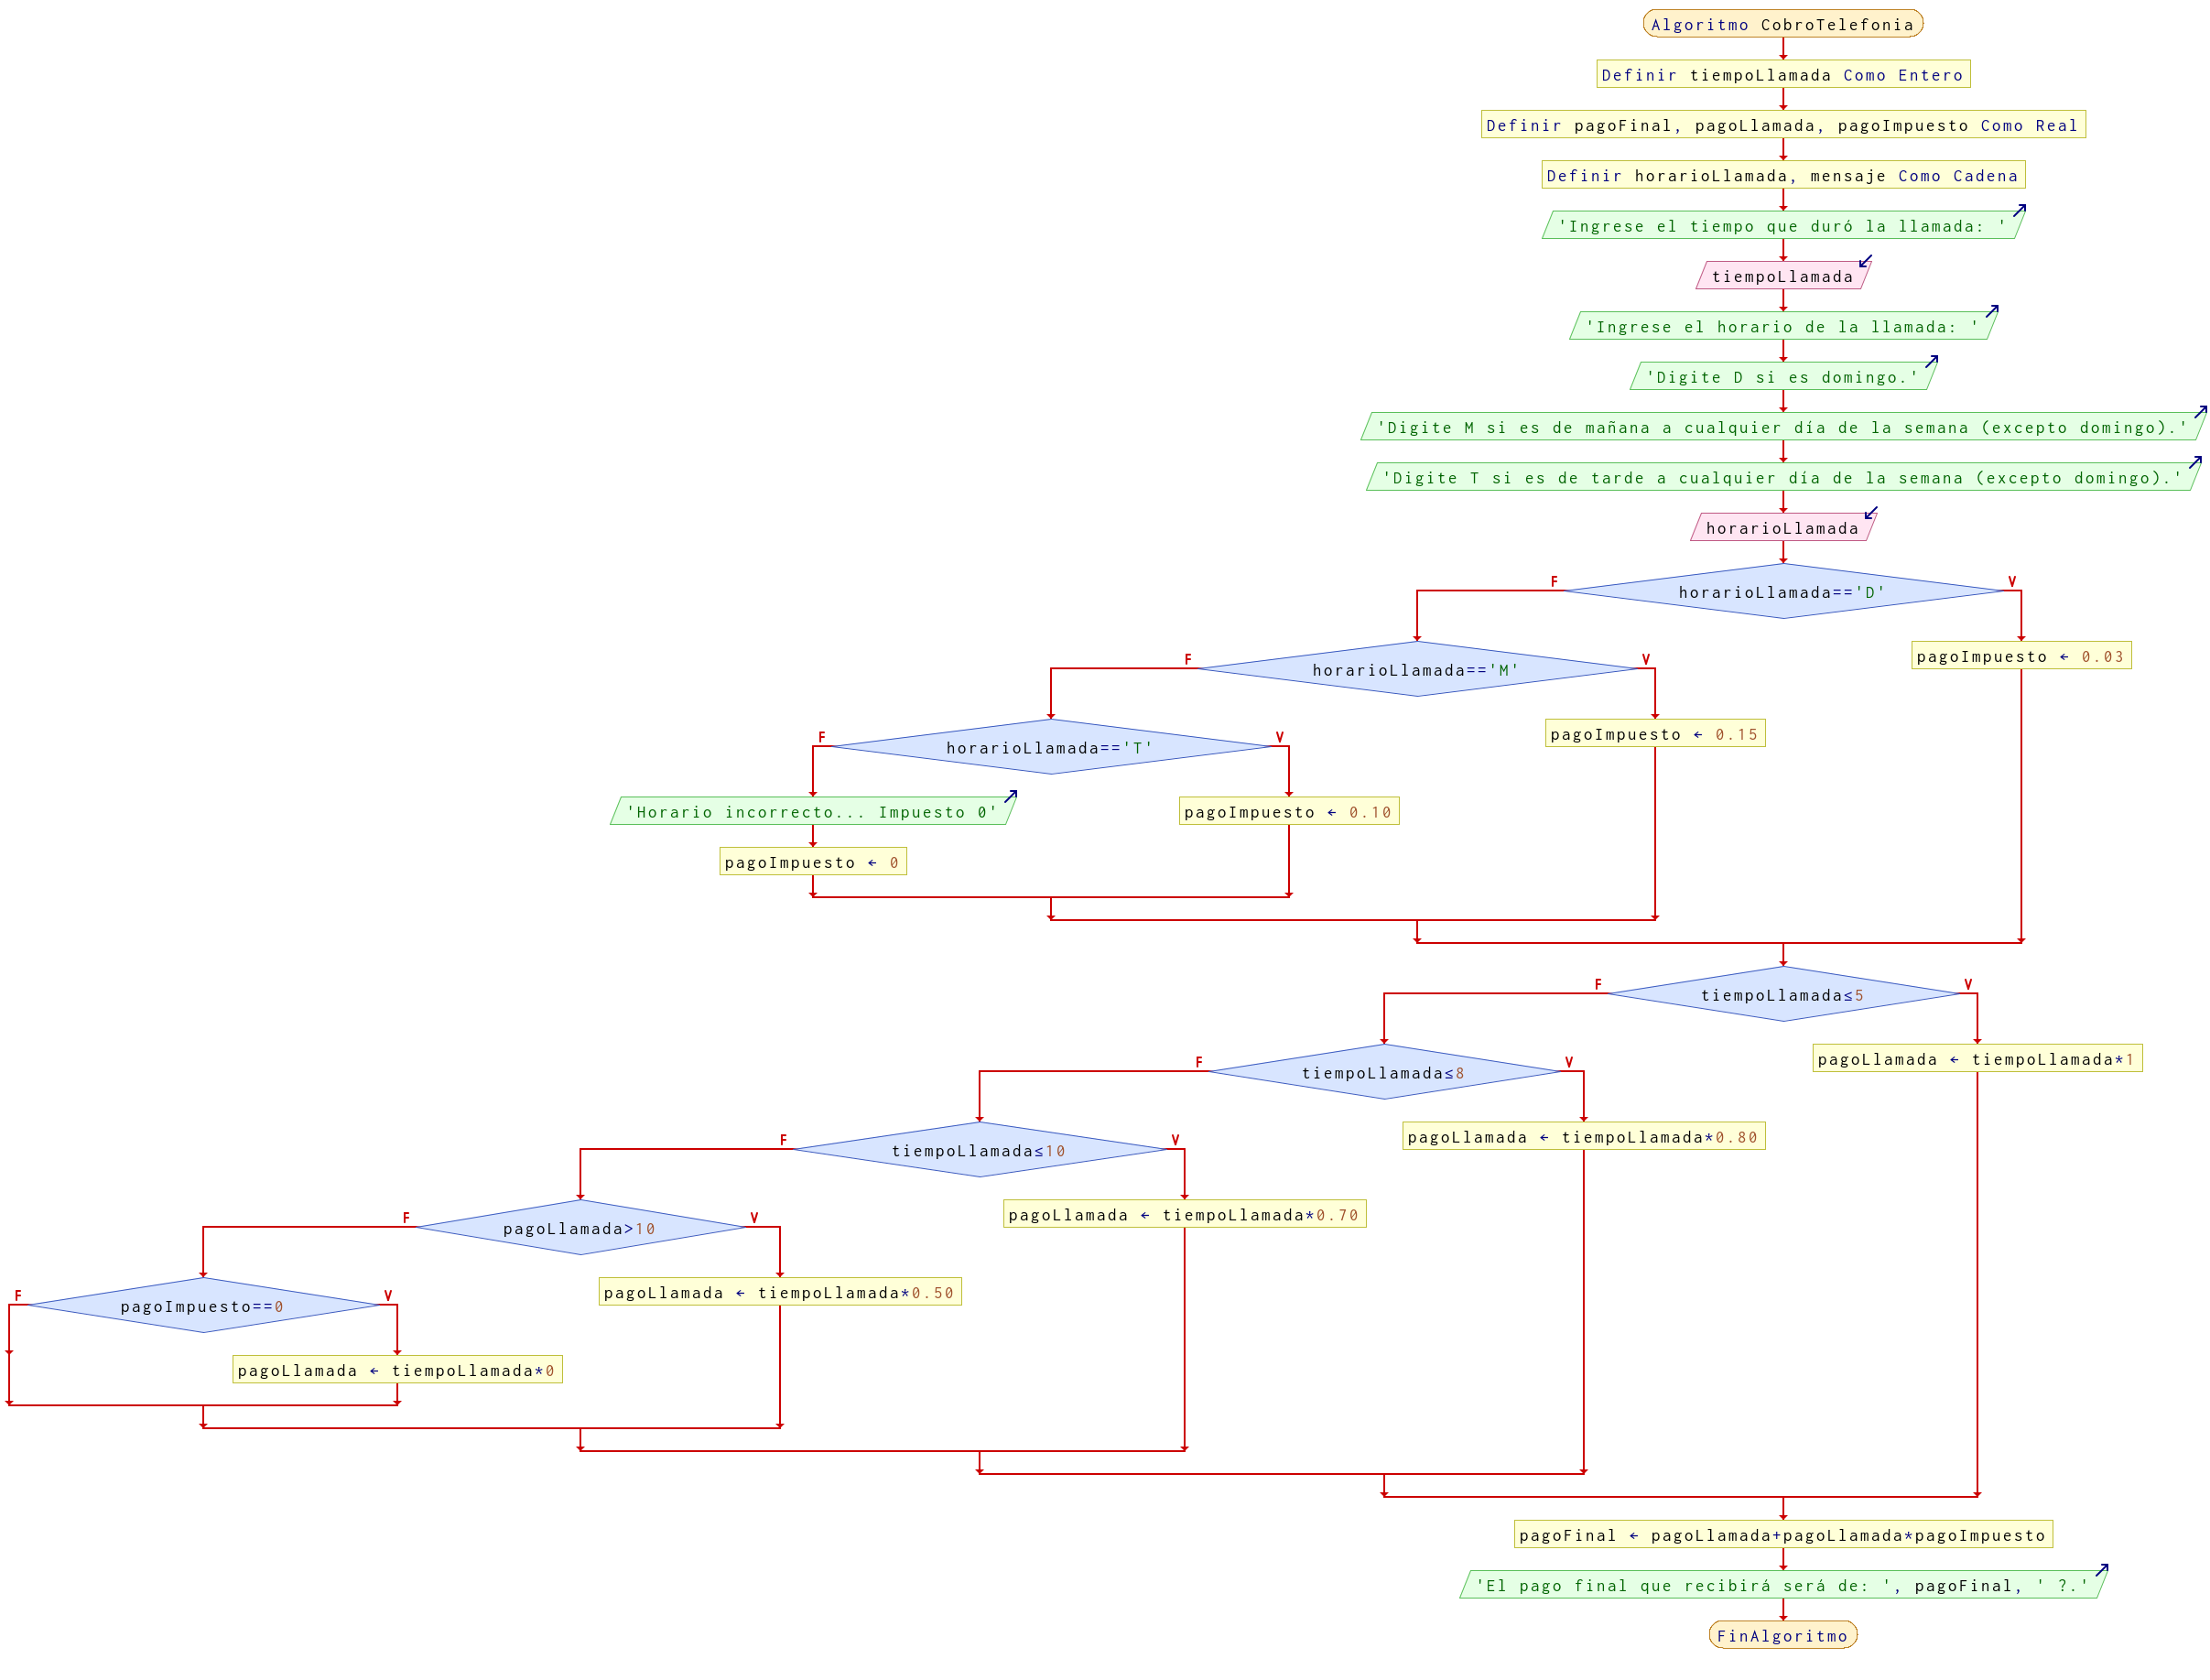 Algoritmo CobroTelefonia
Definir tiempoLlamada Como Entero
Definir pagoFinal, pagoLlamada, pagoImpuesto Como Real
Definir horarioLlamada, mensaje Como Cadena
'Ingrese el tiempo que duró la llamada: '
tiempoLlamada
'Ingrese el horario de la llamada: '
'Digite D si es domingo.'
'Digite M si es de mañana a cualquier día de la semana (excepto domingo).'
'Digite T si es de tarde a cualquier día de la semana (excepto domingo).'
horarioLlamada
F
V
horarioLlamada=='D'
F
V
pagoImpuesto ← 0.03
horarioLlamada=='M'
F
V
pagoImpuesto ← 0.15
horarioLlamada=='T'
'Horario incorrecto... Impuesto 0'
pagoImpuesto ← 0.10
pagoImpuesto ← 0
F
V
tiempoLlamada≤5
F
V
pagoLlamada ← tiempoLlamada*1
tiempoLlamada≤8
F
V
pagoLlamada ← tiempoLlamada*0.80
tiempoLlamada≤10
F
V
pagoLlamada ← tiempoLlamada*0.70
pagoLlamada>10
F
V
pagoLlamada ← tiempoLlamada*0.50
pagoImpuesto==0
pagoLlamada ← tiempoLlamada*0
pagoFinal ← pagoLlamada+pagoLlamada*pagoImpuesto
'El pago final que recibirá será de: ', pagoFinal, ' ?.'
FinAlgoritmo